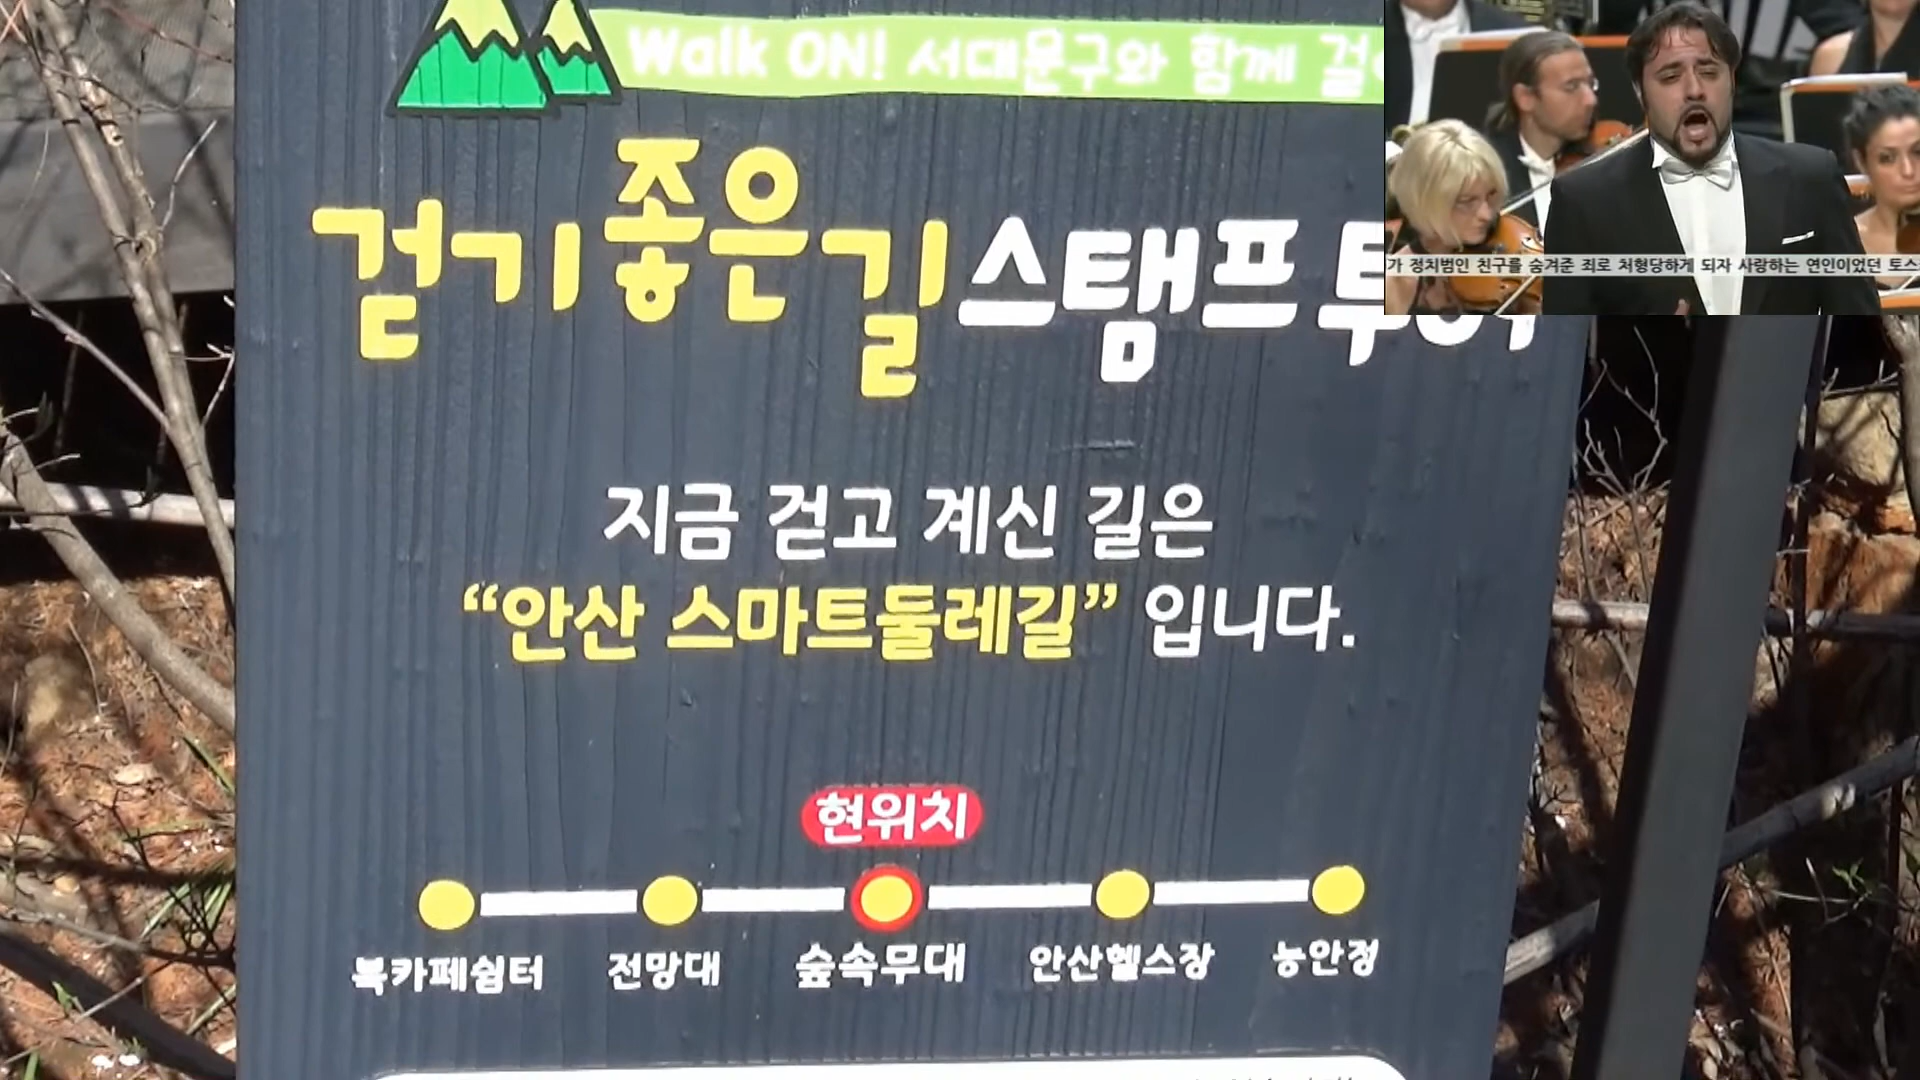 Walk ON! 서대문구와 함께
걷기 좋은 길 스탬프 투어
가 정치범인 친구를 숨겨준 죄로 처형당하게 되자 사랑하는 연인이었던 토스
지금 걷고 계신 길은
“안산 스마트둘레길” 입니다.
현위치
북카페쉼터 전망대 숲속무대 안산헬스장 능안정